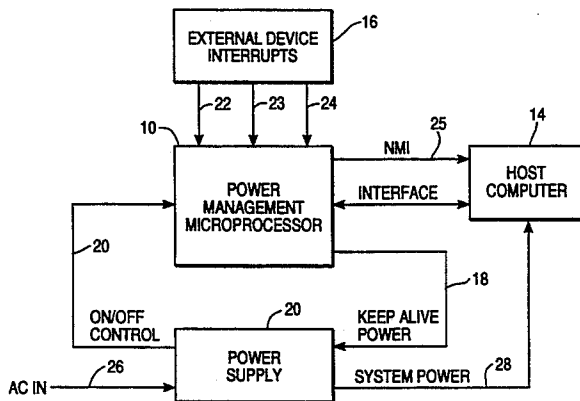 EXTERNAL DEVICE
INTERRUPTS
16
22
23
24
10
25
14
NMI
POWER
MANAGEMENT
MICROPROCESSOR
INTERFACE
HOST
COMPUTER
20
18
ON/OFF
CONTROL
20
KEEP ALIVE
POWER
POWER
SUPPLY
AC IN
26
SYSTEM POWER
28